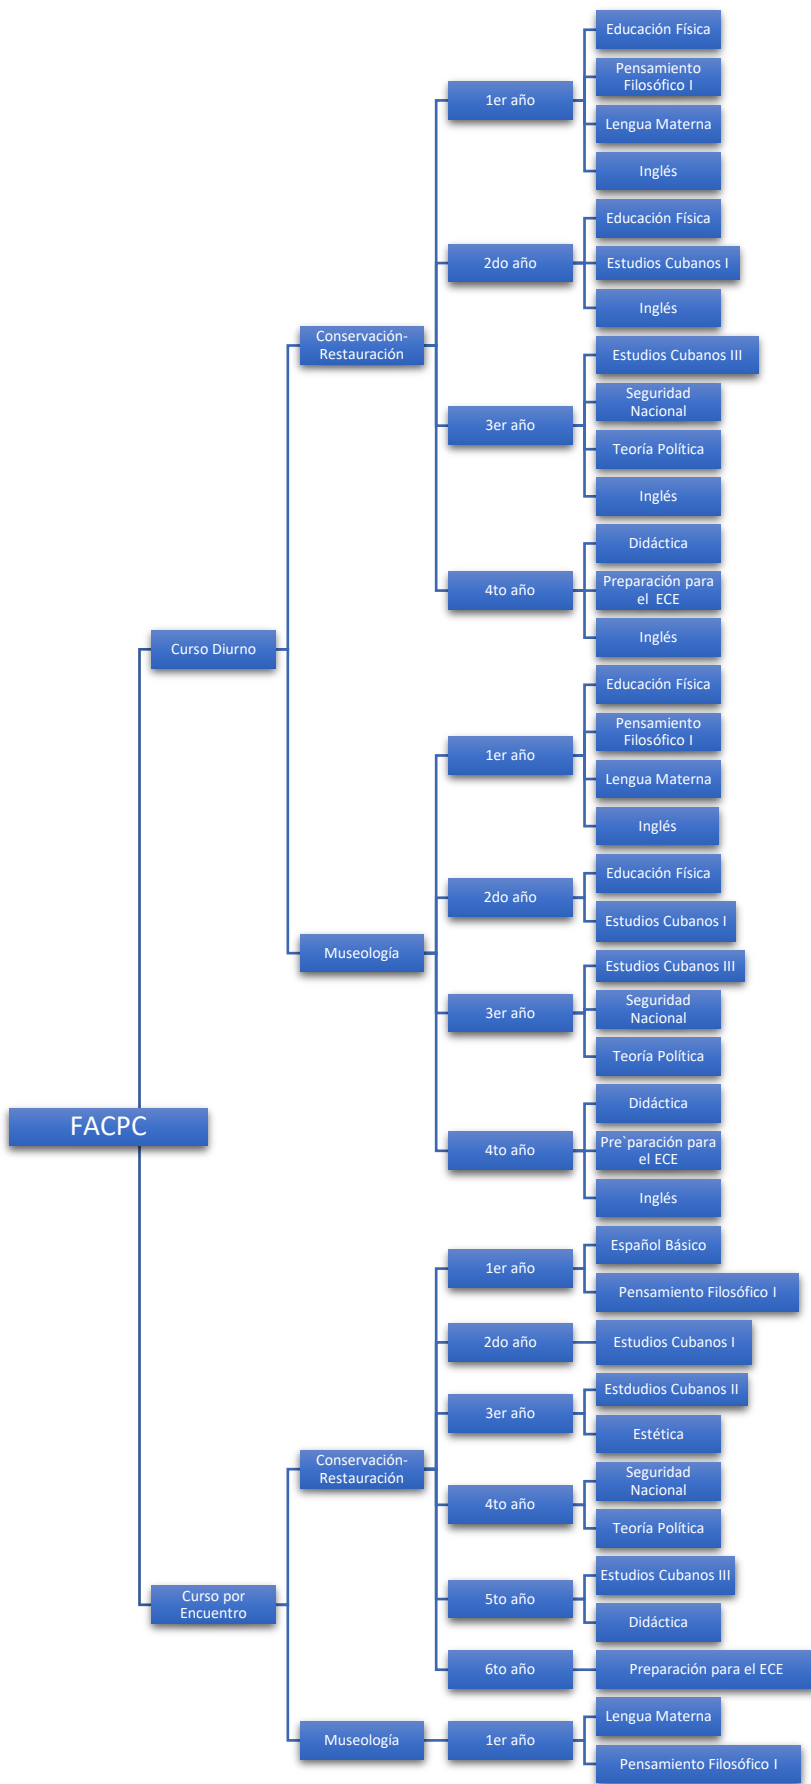 FACPC
Curso Diurno
Conservación-
Restauración
1er año
Educación Física
Pensamiento
Filosófico I
Lengua Materna
Inglés
2do año
Educación Física
Estudios Cubanos I
Inglés
3er año
Estudios Cubanos III
Seguridad
Nacional
Teoría Política
Inglés
4to año
Didáctica
Preparación para
el ECE
Inglés
Museología
1er año
Educación Física
Pensamiento
Filosófico I
Lengua Materna
Inglés
2do año
Educación Física
Estudios Cubanos I
3er año
Estudios Cubanos III
Seguridad
Nacional
Teoría Política
4to año
Didáctica
Pre`paración para
el ECE
Inglés
Curso por
Encuentro
Conservación-
Restauración
1er año
Español Básico
Pensamiento Filosófico I
2do año
Estudios Cubanos I
3er año
Estdudios Cubanos II
Estética
4to año
Seguridad
Nacional
Teoría Política
5to año
Estudios Cubanos III
Didáctica
6to año
Preparación para el ECE
Museología
1er año
Lengua Materna
Pensamiento Filosófico I